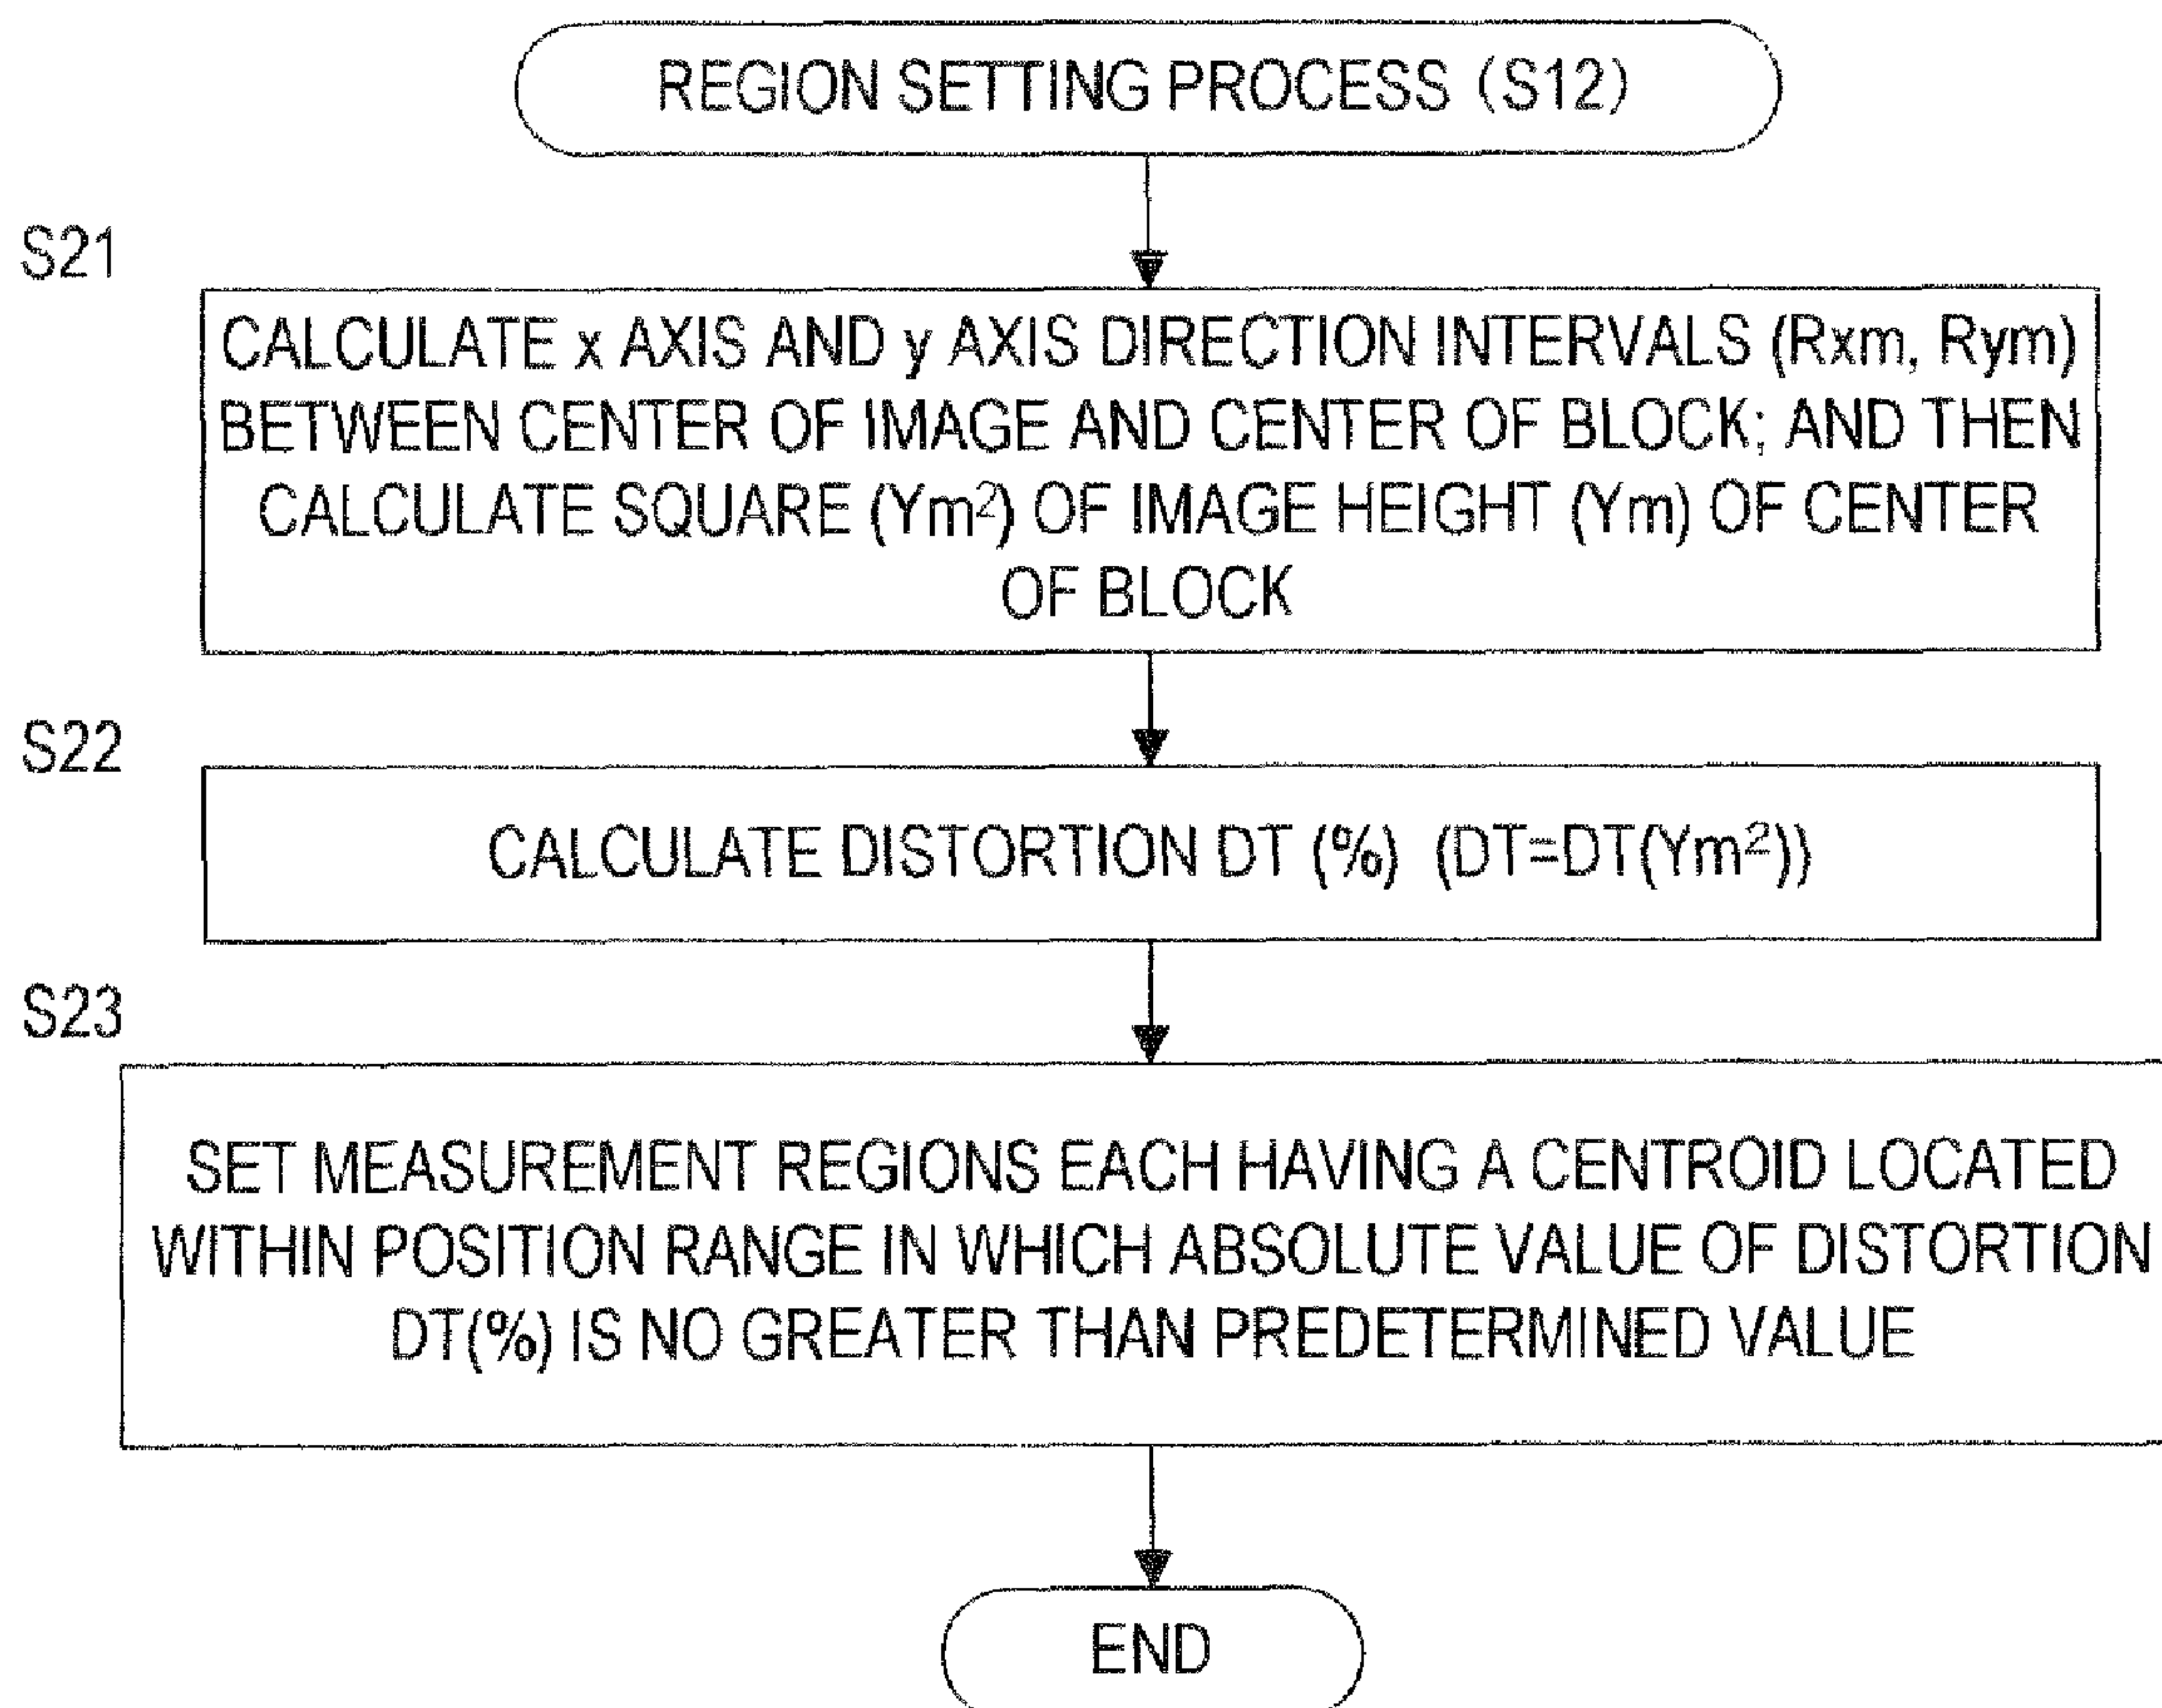 REGION SETTING PROCESS (S12)
S21
CALCULATE x AXIS AND y AXIS DIRECTION INTERVALS (Rxm, Rym)
BETWEEN CENTER OF IMAGE AND CENTER OF BLOCK; AND THEN
CALCULATE SQUARE (Ym²) OF IMAGE HEIGHT (Ym) OF CENTER
OF BLOCK
S22
CALCULATE DISTORTION DT (%) (DT=DT(Ym²))
S23
SET MEASUREMENT REGIONS EACH HAVING A CENTROID LOCATED
WITHIN POSITION RANGE IN WHICH ABSOLUTE VALUE OF DISTORTION
DT(%) IS NO GREATER THAN PREDETERMINED VALUE
END